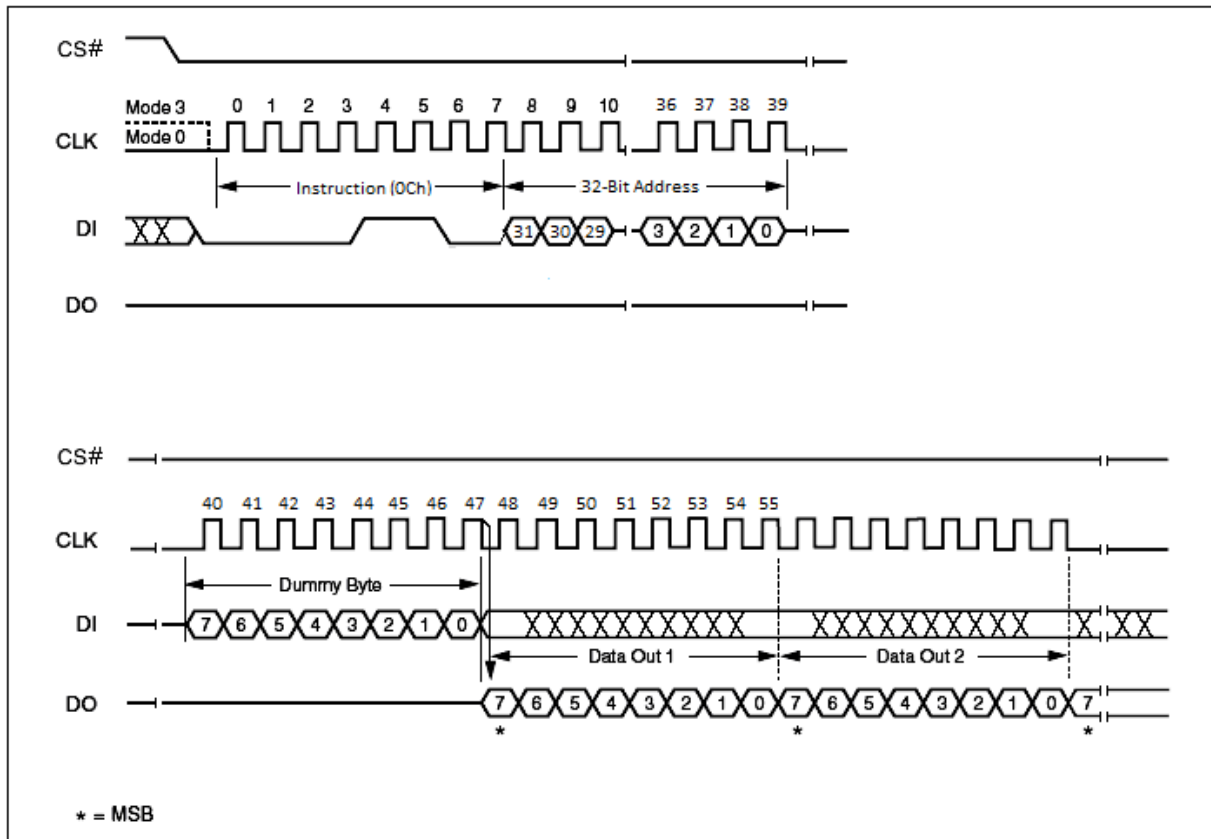 CS#
Mode 3
0 1 2 3 4 5 6 7 8 9 10 36 37 38 39
CLK
Mode 0
Instruction (0Ch)
32-Bit Address
DI
31 30 29 3 2 1 0
DO
CS#
40 41 42 43 44 45 46 47 48 49 50 51 52 53 54 55
CLK
Dummy Byte
DI
7 6 5 4 3 2 1 0
Data Out 1
Data Out 2
DO
7 6 5 4 3 2 1 0 7 6 5 4 3 2 1 0 7
* * *
* = MSB